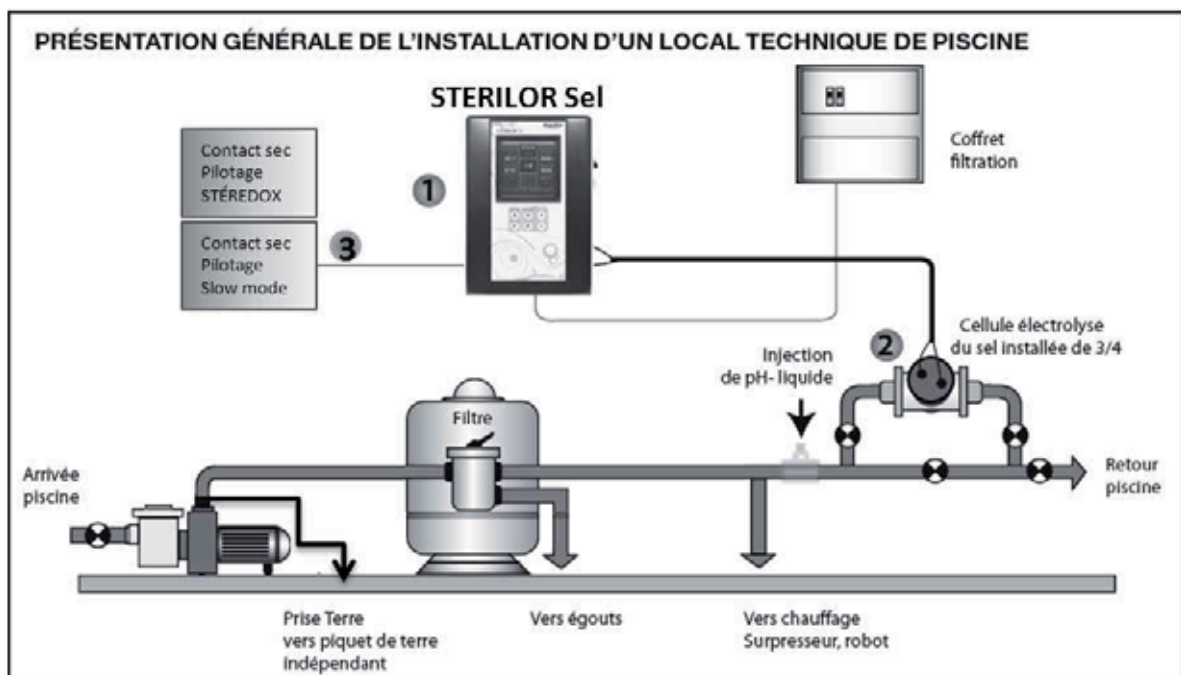 PRÉSENTATION GÉNÉRALE DE L'INSTALLATION D'UN LOCAL TECHNIQUE DE PISCINE
STERILOR Sel
Contact sec
Pilotage
STÉREDOX
1
Coffret
filtration
Contact sec
Pilotage
Slow mode
3
2
Cellule électrolyse
du sel installée de 3/4
Injection
de pH- liquide
Filtre
Arrivée
piscine
Retour
piscine
Prise Terre
vers piquet de terre
indépendant
Vers égouts
Vers chauffage
Surpresseur, robot